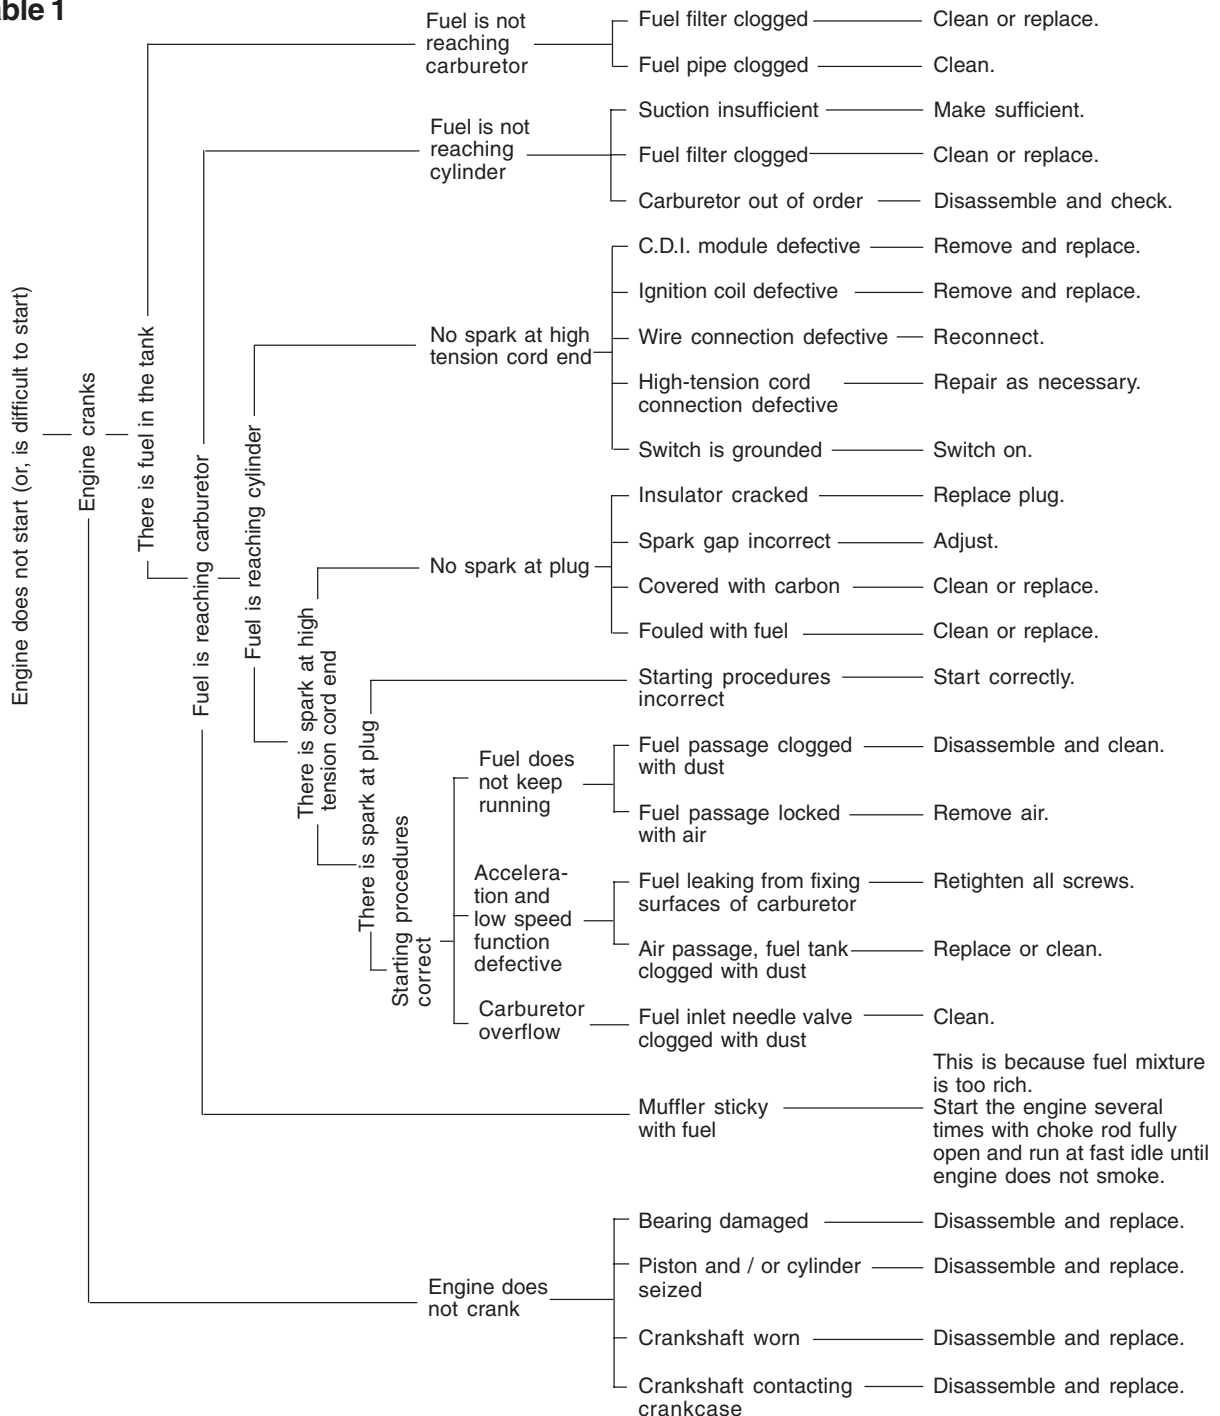 able 1
Engine does not start (or, is difficult to start)
Engine cranks
There is fuel in the tank
Fuel is not
reaching
carburetor
Fuel filter clogged
Clean or replace.
Fuel pipe clogged
Clean.
Fuel is reaching carburetor
Fuel is not
reaching
cylinder
Suction insufficient
Make sufficient.
Fuel filter clogged
Clean or replace.
Carburetor out of order
Disassemble and check.
Fuel is reaching cylinder
No spark at high
tension cord end
C.D.I. module defective
Remove and replace.
Ignition coil defective
Remove and replace.
Wire connection defective
Reconnect.
High-tension cord
connection defective
Repair as necessary.
Switch is grounded
Switch on.
There is spark at high
tension cord end
No spark at plug
Insulator cracked
Replace plug.
Spark gap incorrect
Adjust.
Covered with carbon
Clean or replace.
Fouled with fuel
Clean or replace.
There is spark at plug
Starting procedures
incorrect
Start correctly.
Starting procedures
correct
Fuel does
not keep
running
Fuel passage clogged
with dust
Disassemble and clean.
Fuel passage locked
with air
Remove air.
Accelera-
tion and
low speed
function
defective
Fuel leaking from fixing
surfaces of carburetor
Retighten all screws.
Air passage, fuel tank
clogged with dust
Replace or clean.
Carburetor
overflow
Fuel inlet needle valve
clogged with dust
Clean.
Muffler sticky
with fuel
This is because fuel mixture
is too rich.
Start the engine several
times with choke rod fully
open and run at fast idle until
engine does not smoke.
Engine does
not crank
Bearing damaged
Disassemble and replace.
Piston and / or cylinder
seized
Disassemble and replace.
Crankshaft worn
Disassemble and replace.
Crankshaft contacting
crankcase
Disassemble and replace.